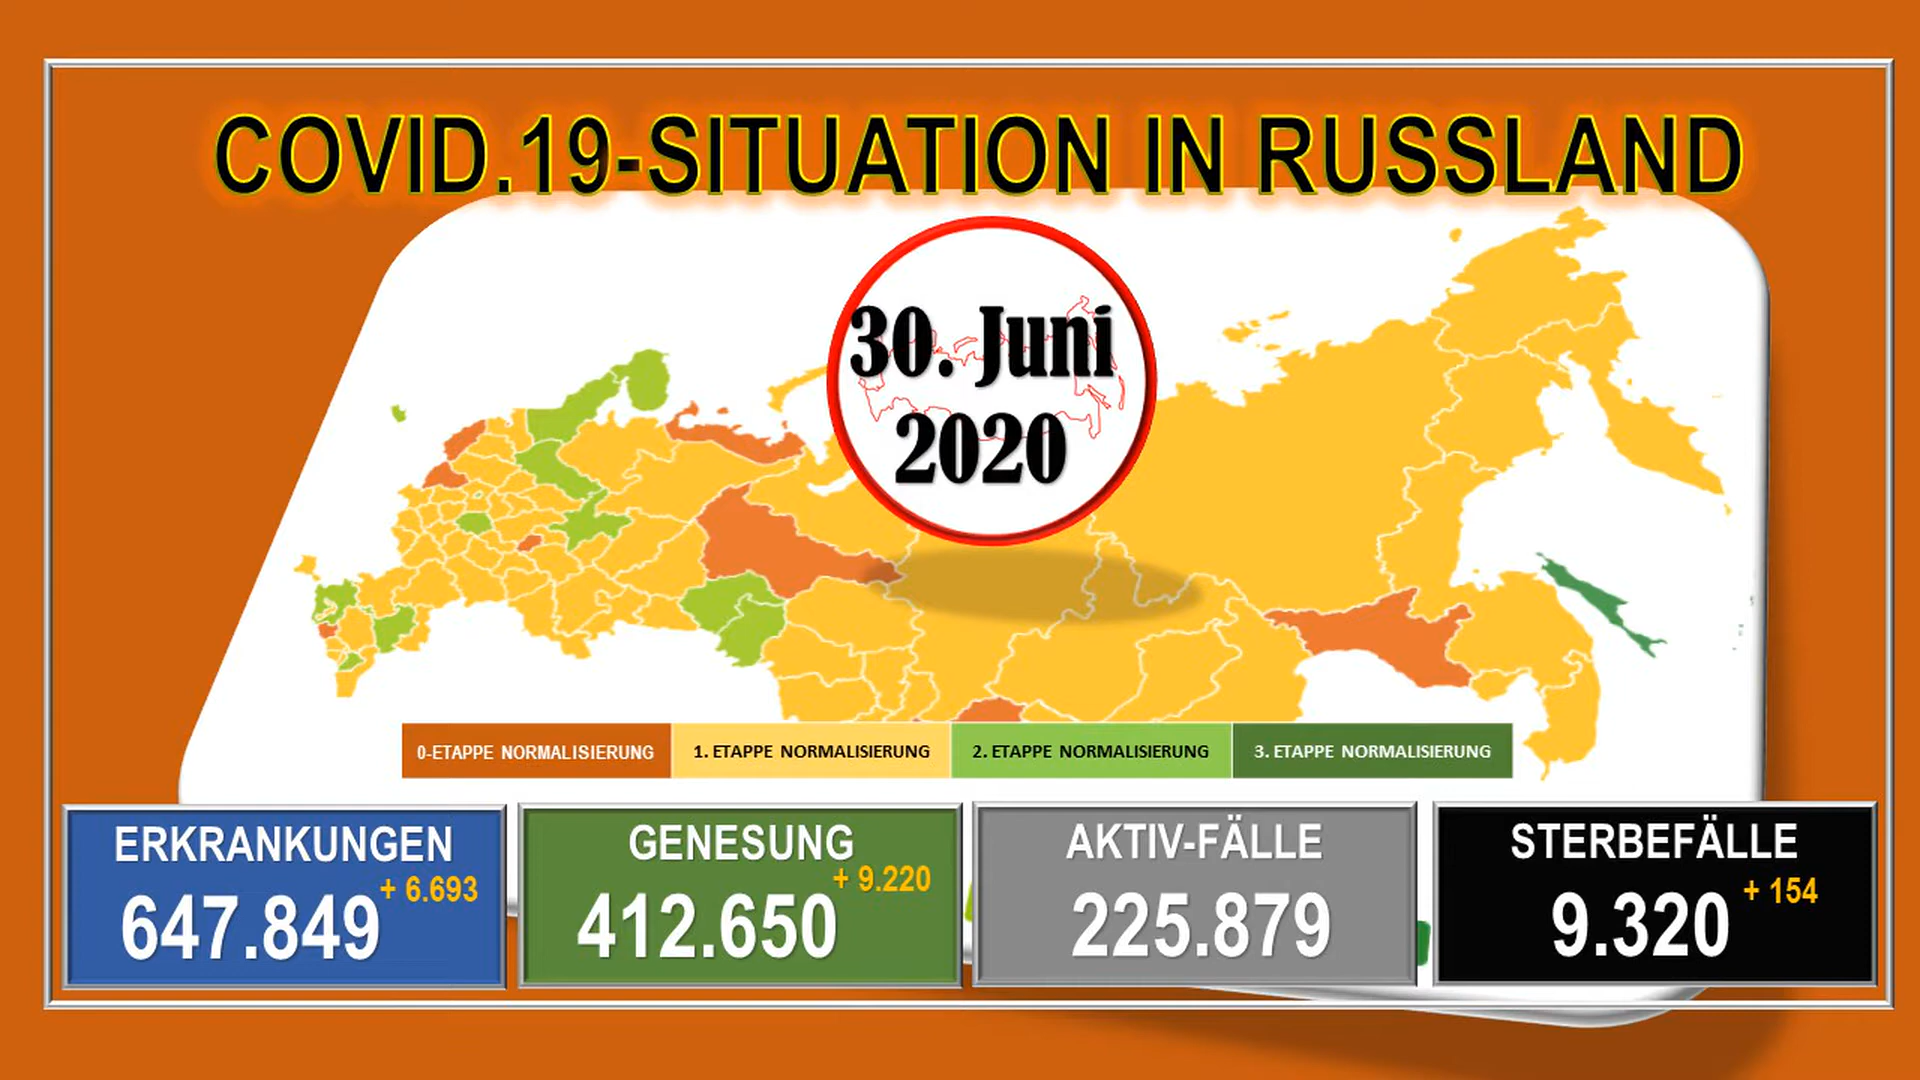 COVID.19-SITUATION IN RUSSLAND
30. Juni
2020
0-ETAPPE NORMALISIERUNG
1. ETAPPE NORMALISIERUNG
2. ETAPPE NORMALISIERUNG
3. ETAPPE NORMALISIERUNG
ERKRANKUNGEN
+ 6.693
647.849
GENESUNG
+ 9.220
412.650
AKTIV-FÄLLE
225.879
STERBEFÄLLE
+ 154
9.320